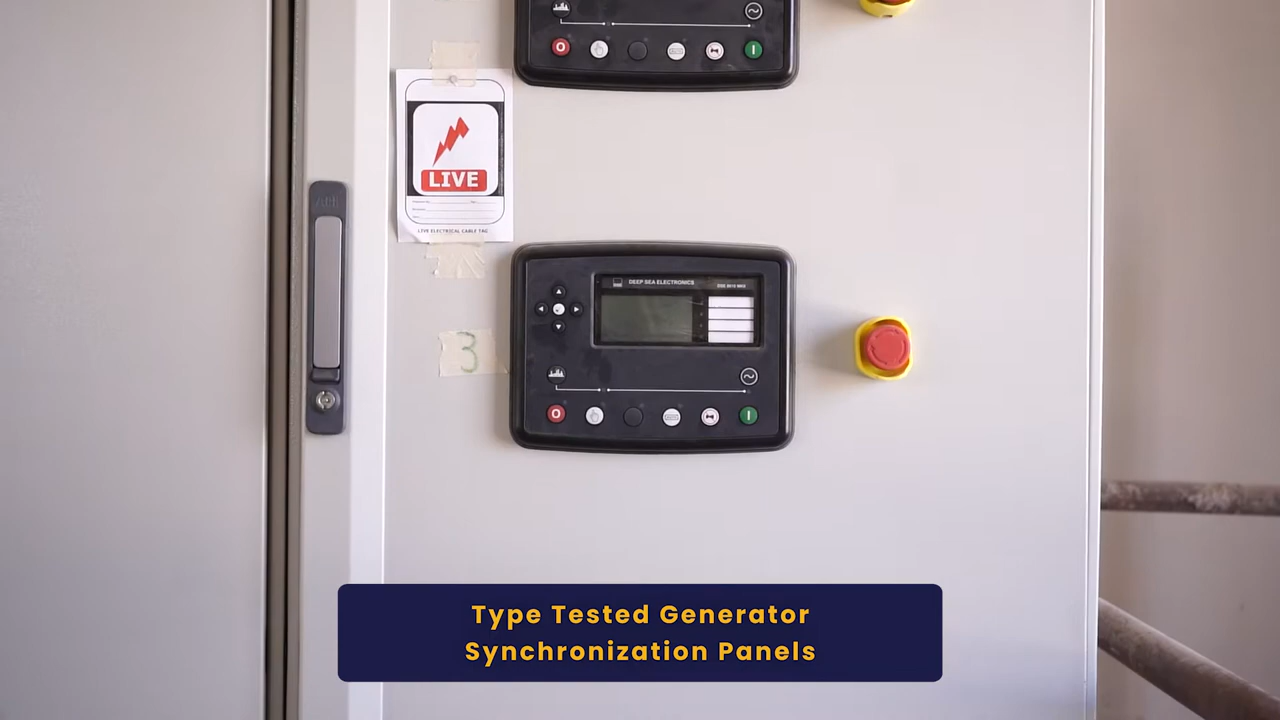 LIVE
LIVE ELECTRICAL CABLE TAG
DEEP SEA ELECTRONICS
3
Type Tested Generator
Synchronization Panels